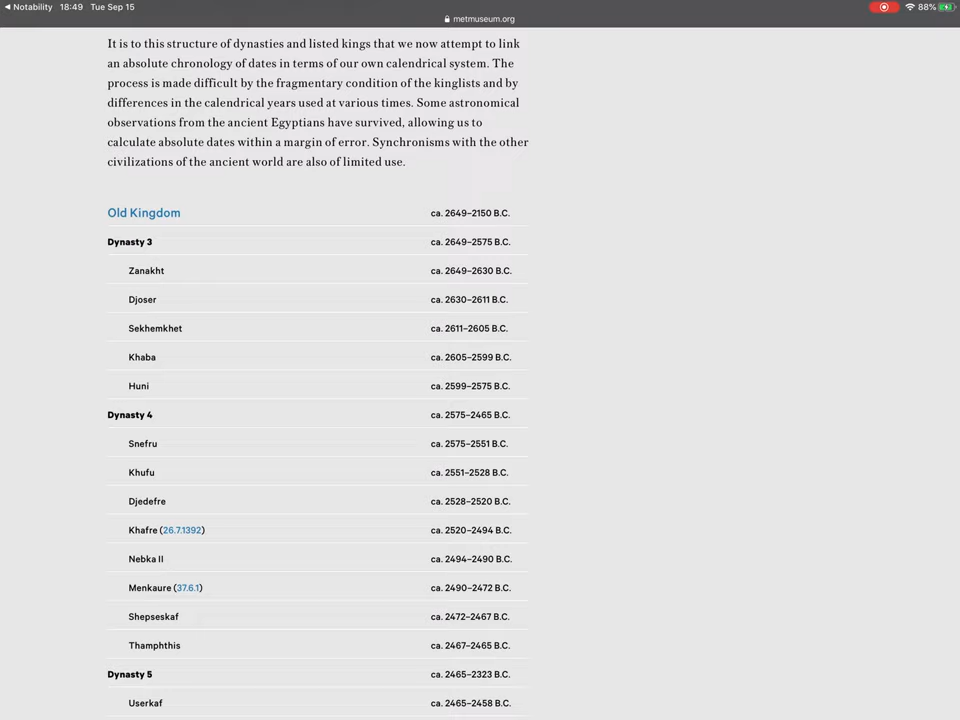 ◄ Notability 18:49 Tue Sep 15 88%
metmuseum.org
It is to this structure of dynasties and listed kings that we now attempt to link
an absolute chronology of dates in terms of our own calendrical system. The
process is made difficult by the fragmentary condition of the kinglists and by
differences in the calendrical years used at various times. Some astronomical
observations from the ancient Egyptians have survived, allowing us to
calculate absolute dates within a margin of error. Synchronisms with the other
civilizations of the ancient world are also of limited use.
Old Kingdom ca. 2649–2150 B.C.
Dynasty 3 ca. 2649–2575 B.C.
Zanakht ca. 2649–2630 B.C.
Djoser ca. 2630–2611 B.C.
Sekhemkhet ca. 2611–2605 B.C.
Khaba ca. 2605–2599 B.C.
Huni ca. 2599–2575 B.C.
Dynasty 4 ca. 2575–2465 B.C.
Snefru ca. 2575–2551 B.C.
Khufu ca. 2551–2528 B.C.
Djedefre ca. 2528–2520 B.C.
Khafre (26.7.1392) ca. 2520–2494 B.C.
Nebka II ca. 2494–2490 B.C.
Menkaure (37.6.1) ca. 2490–2472 B.C.
Shepseskaf ca. 2472–2467 B.C.
Thamphthis ca. 2467–2465 B.C.
Dynasty 5 ca. 2465–2323 B.C.
Userkaf ca. 2465–2458 B.C.